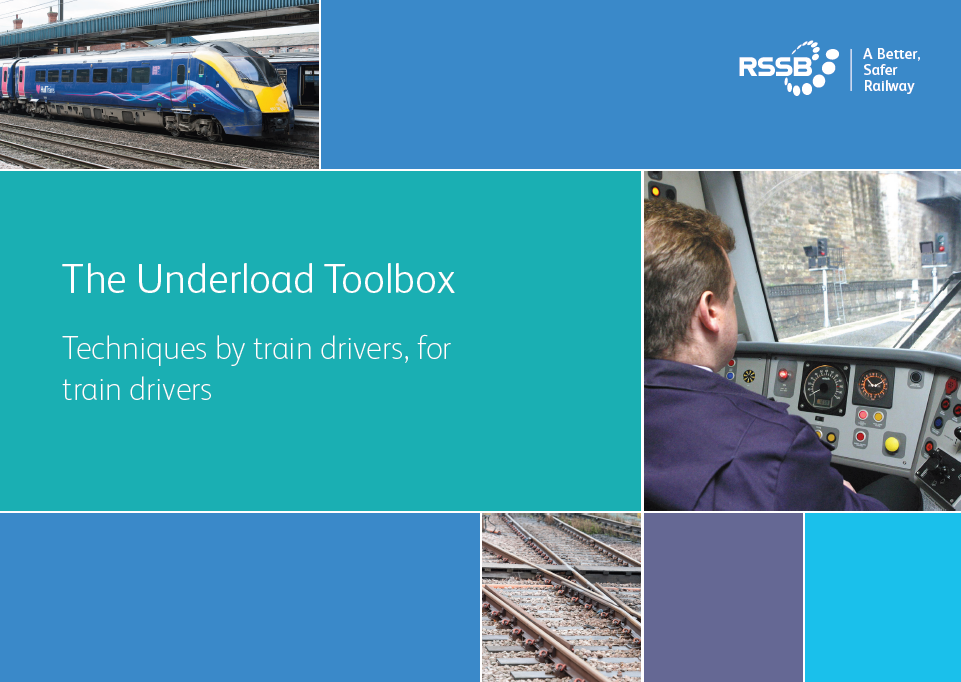 RSSB
A Better,
Safer
Railway
The Underload Toolbox
Techniques by train drivers, for
train drivers